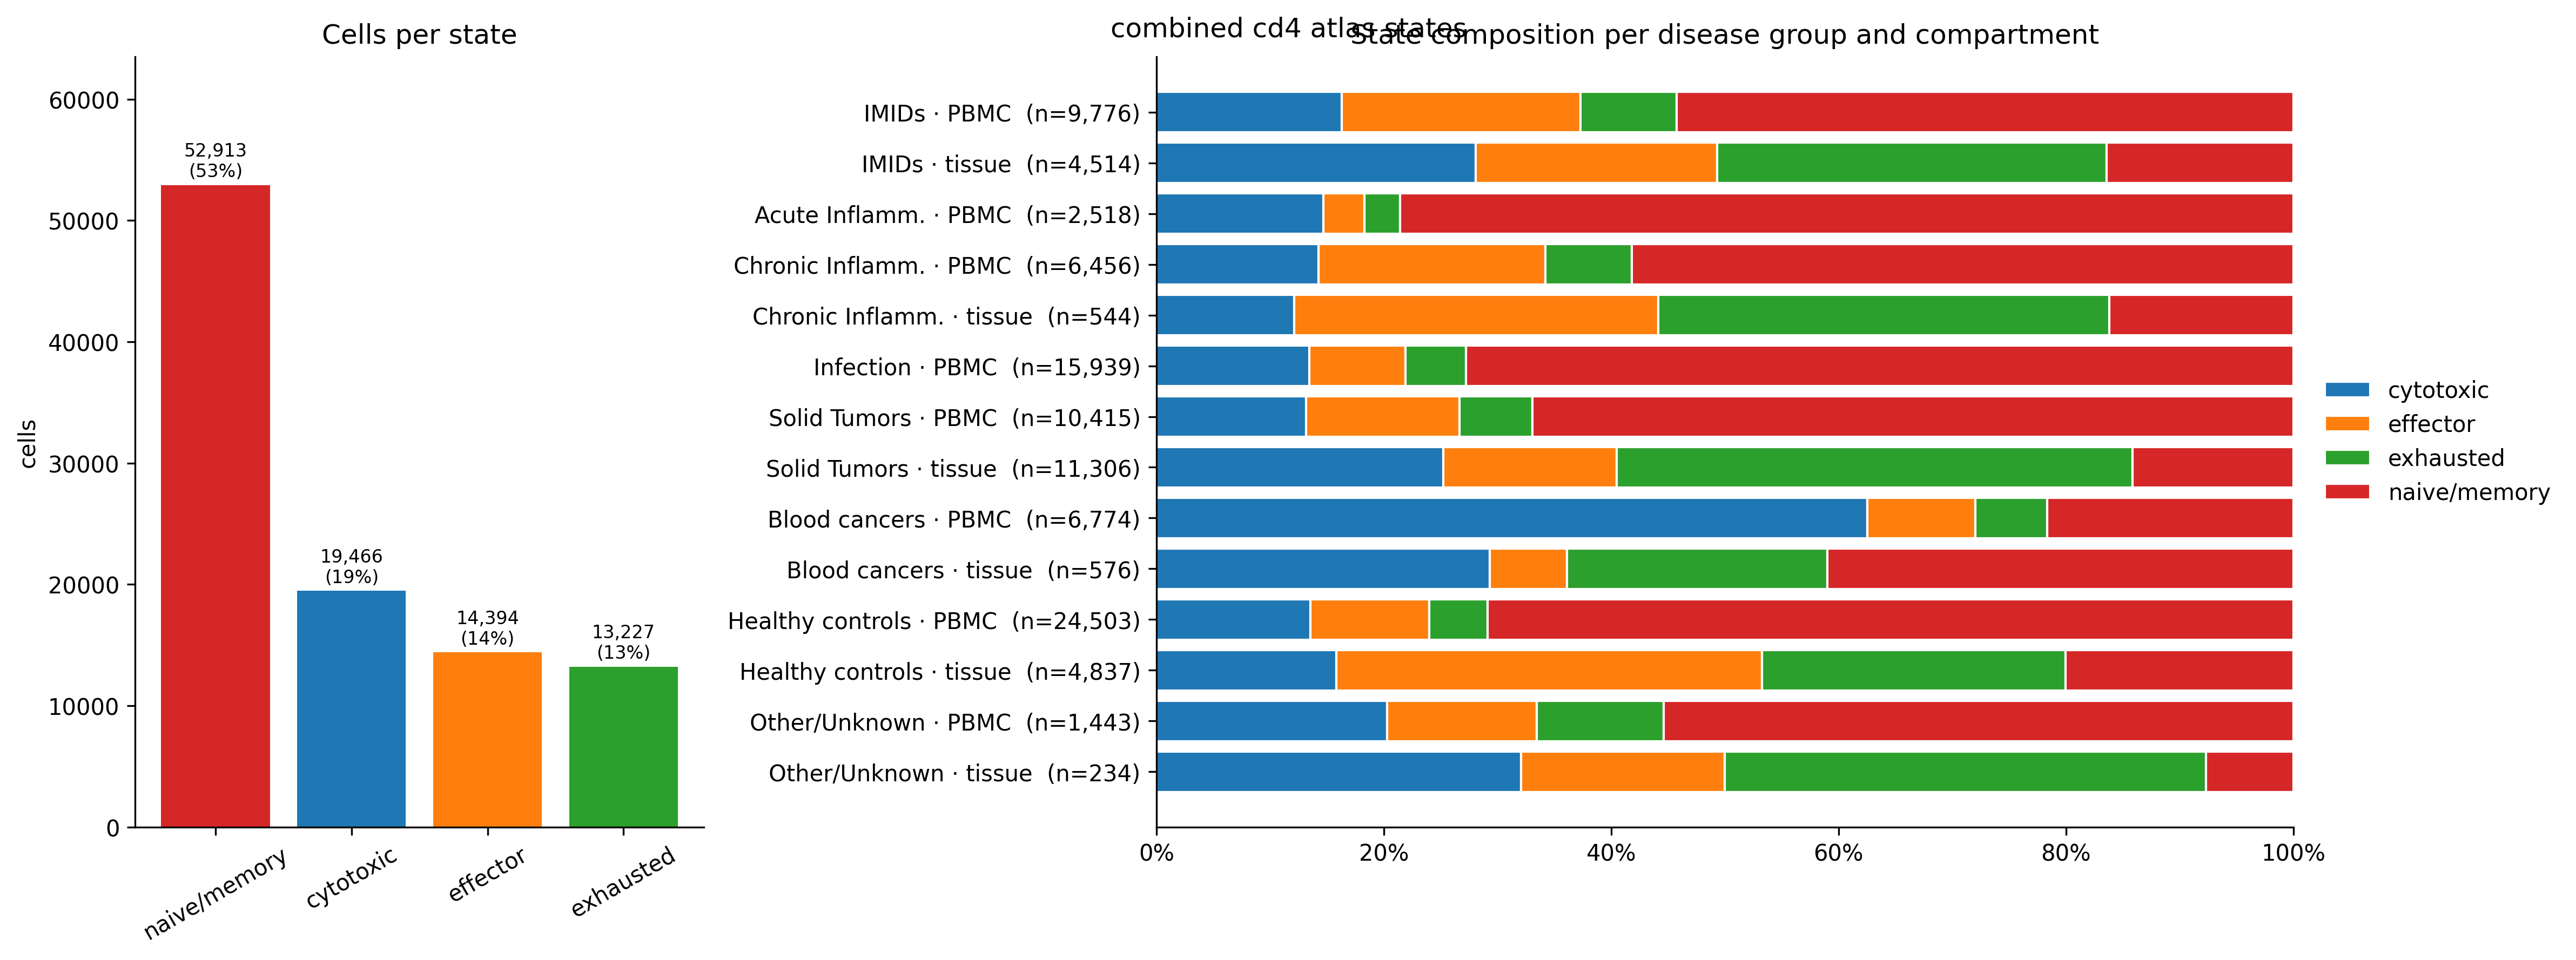 Cells per state
combined cd4 atlas states
State composition per disease group and compartment
cells
60000
50000
40000
30000
20000
10000
0
52,913
(53%)
19,466
(19%)
14,394
(14%)
13,227
(13%)
naive/memory
cytotoxic
effector
exhausted
IMIDs · PBMC (n=9,776)
IMIDs · tissue (n=4,514)
Acute Inflamm. · PBMC (n=2,518)
Chronic Inflamm. · PBMC (n=6,456)
Chronic Inflamm. · tissue (n=544)
Infection · PBMC (n=15,939)
Solid Tumors · PBMC (n=10,415)
Solid Tumors · tissue (n=11,306)
Blood cancers · PBMC (n=6,774)
Blood cancers · tissue (n=576)
Healthy controls · PBMC (n=24,503)
Healthy controls · tissue (n=4,837)
Other/Unknown · PBMC (n=1,443)
Other/Unknown · tissue (n=234)
0%
20%
40%
60%
80%
100%
cytotoxic
effector
exhausted
naive/memory